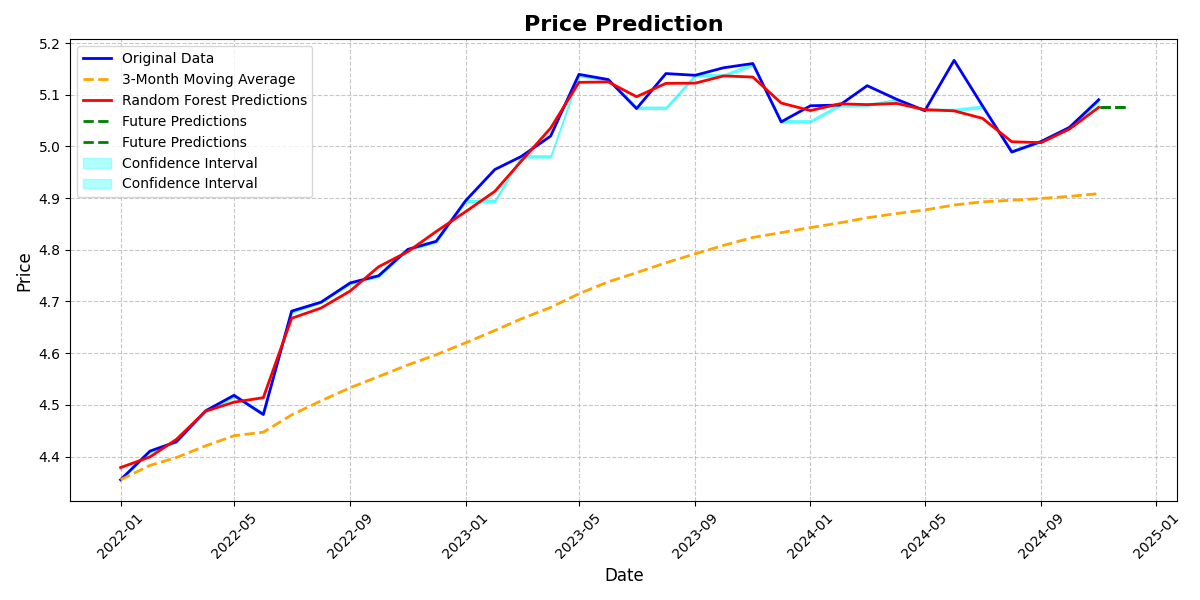 Price Prediction
Original Data
3-Month Moving Average
Random Forest Predictions
Future Predictions
Future Predictions
Confidence Interval
Confidence Interval
Price
5.2
5.1
5.0
4.9
4.8
4.7
4.6
4.5
4.4
2022-01
2022-05
2022-09
2023-01
2023-05
2023-09
2024-01
2024-05
2024-09
2025-01
Date